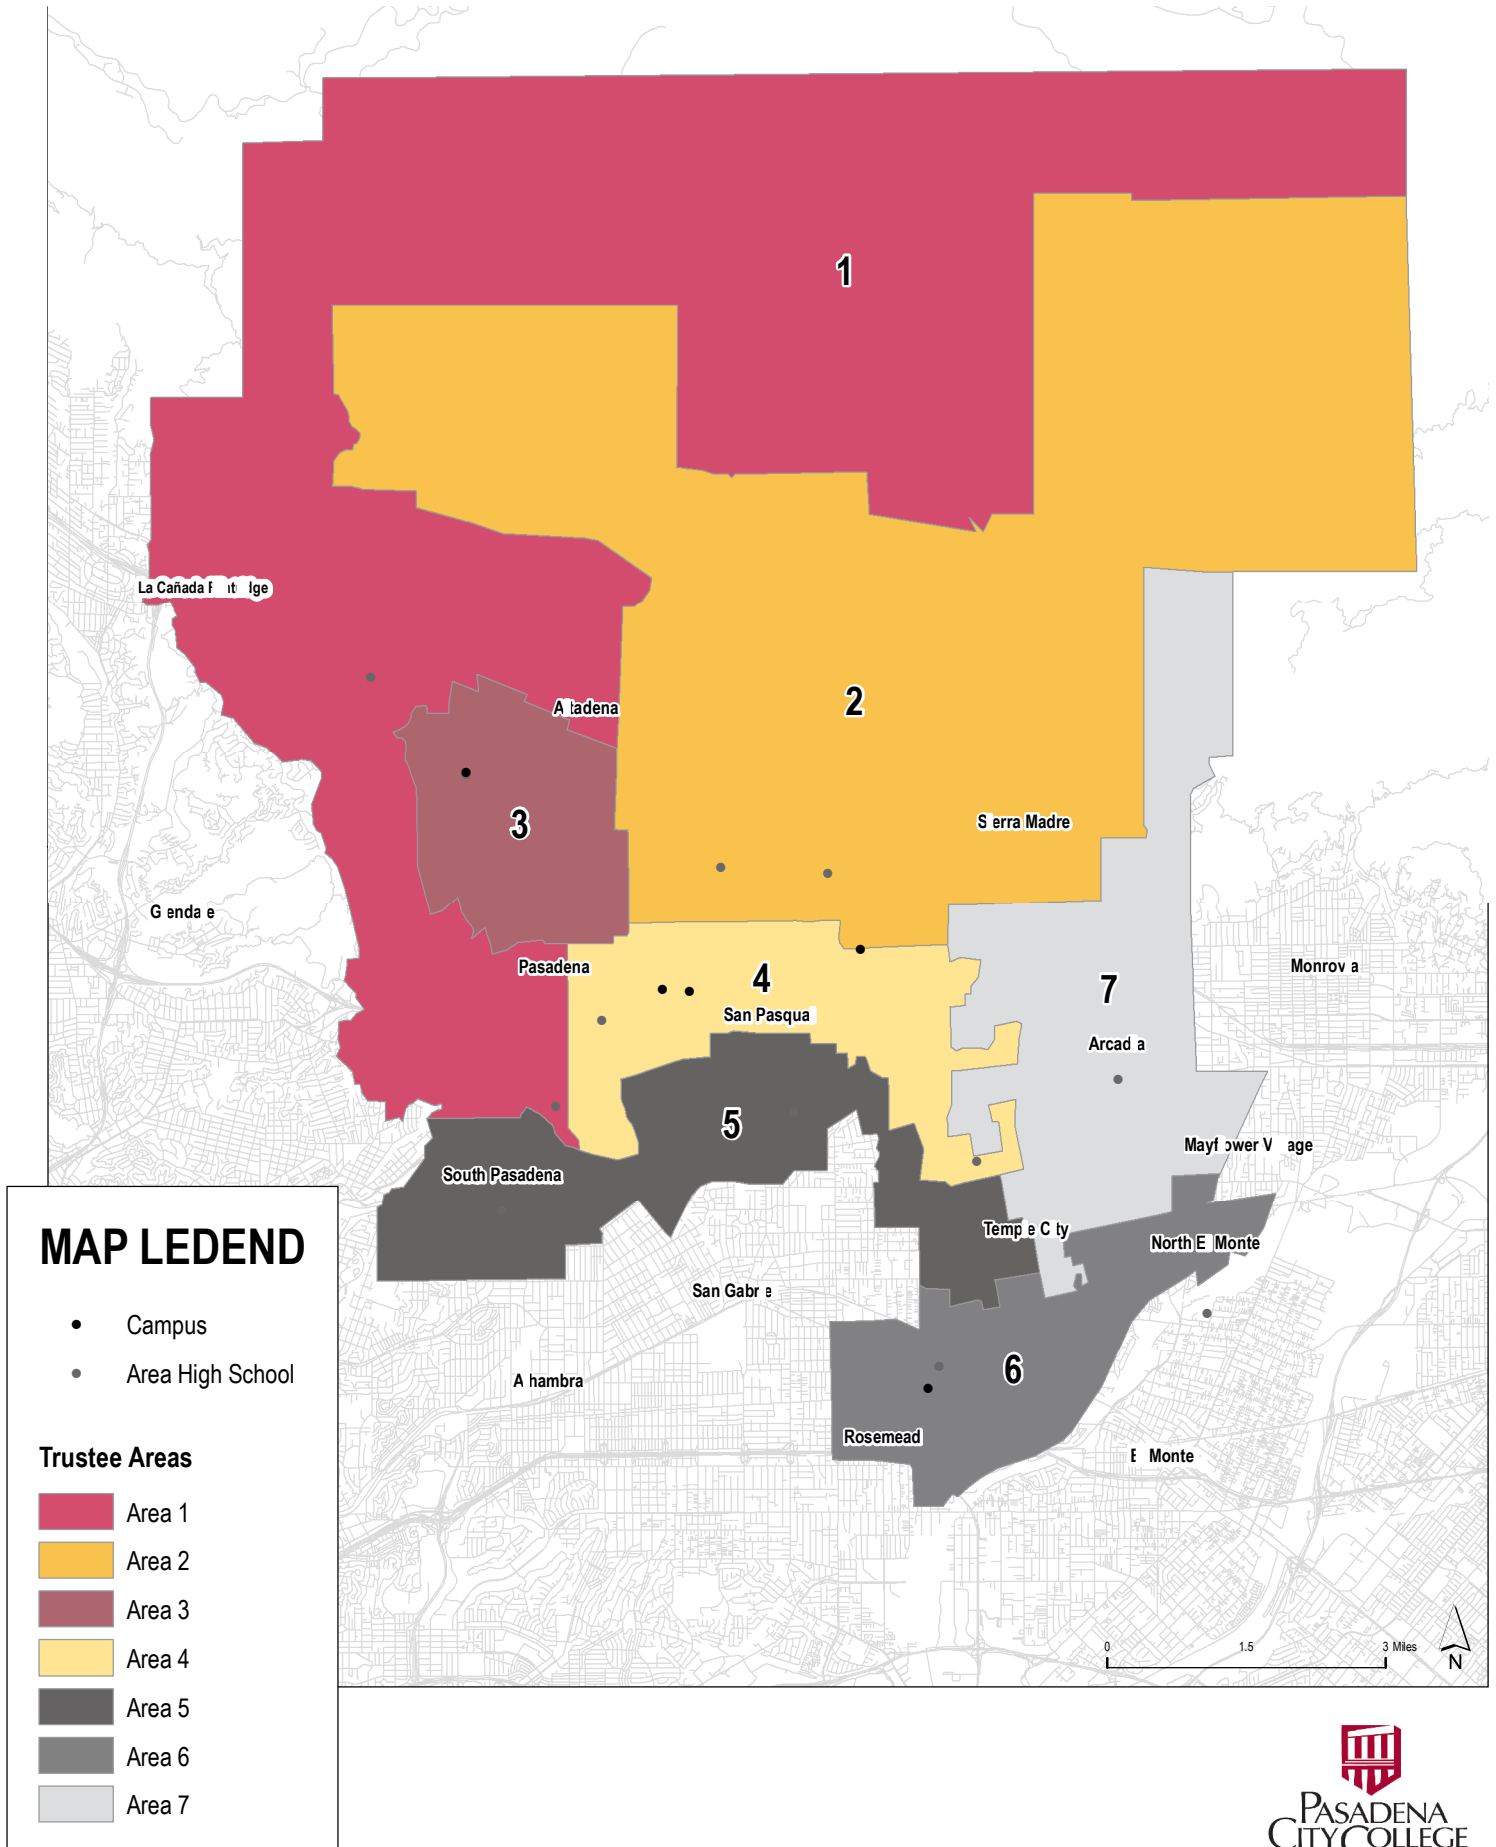 1
2
La Cañada F nt dge
A tadena
3
S erra Madre
G enda e
Pasadena
4
7
Monrov a
San Pasqua
Arcad a
5
Mayf ower V age
South Pasadena
Temp e C ty
North E Monte
San Gabr e
6
A hambra
Rosemead
E Monte
MAP LEDEND
Campus
Area High School
Trustee Areas
Area 1
Area 2
Area 3
Area 4
Area 5
Area 6
Area 7
0 1.5 3 Miles
N
PASADENA
CITY COLLEGE